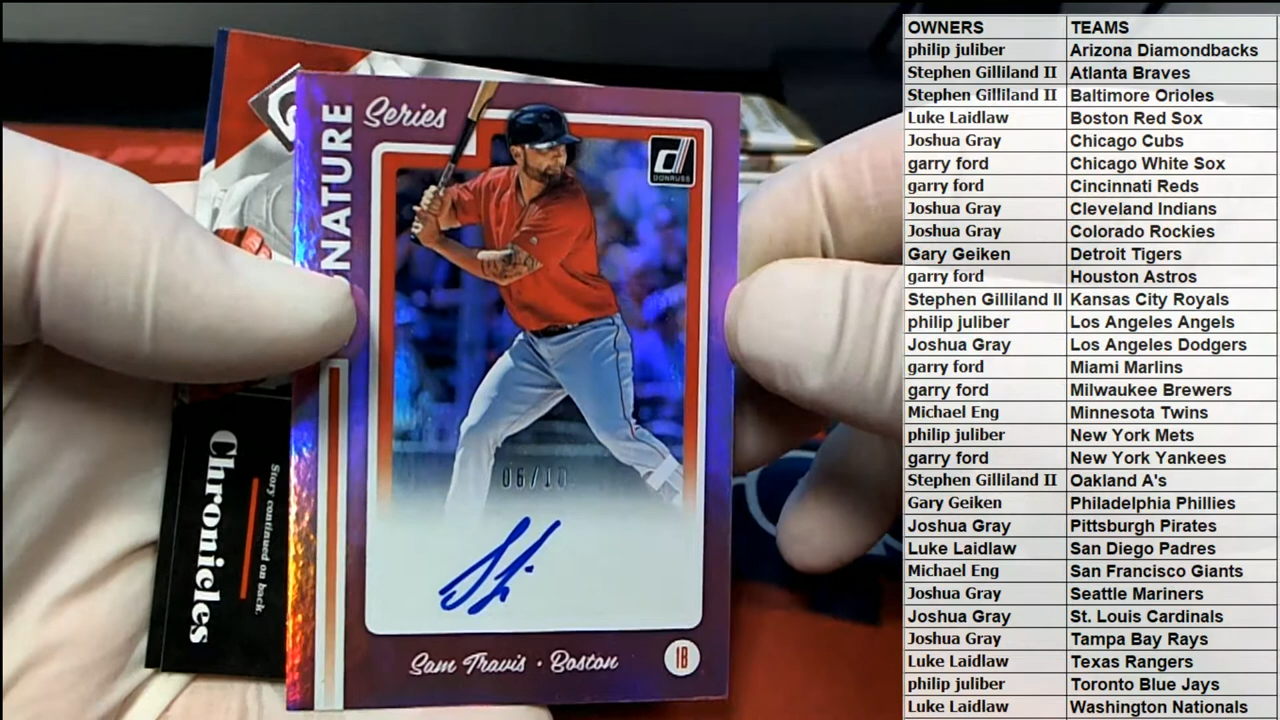 Series
NATURE
DONRUSS
06/10
Sam Travis · Boston
1B
Chronicles
Story continued on back.
OWNERS TEAMS
philip juliber Arizona Diamondbacks
Stephen Gilliland II Atlanta Braves
Stephen Gilliland II Baltimore Orioles
Luke Laidlaw Boston Red Sox
Joshua Gray Chicago Cubs
garry ford Chicago White Sox
garry ford Cincinnati Reds
Joshua Gray Cleveland Indians
Joshua Gray Colorado Rockies
Gary Geiken Detroit Tigers
garry ford Houston Astros
Stephen Gilliland II Kansas City Royals
philip juliber Los Angeles Angels
Joshua Gray Los Angeles Dodgers
garry ford Miami Marlins
garry ford Milwaukee Brewers
Michael Eng Minnesota Twins
philip juliber New York Mets
garry ford New York Yankees
Stephen Gilliland II Oakland A's
Gary Geiken Philadelphia Phillies
Joshua Gray Pittsburgh Pirates
Luke Laidlaw San Diego Padres
Michael Eng San Francisco Giants
Joshua Gray Seattle Mariners
Joshua Gray St. Louis Cardinals
Joshua Gray Tampa Bay Rays
Luke Laidlaw Texas Rangers
philip juliber Toronto Blue Jays
Luke Laidlaw Washington Nationals